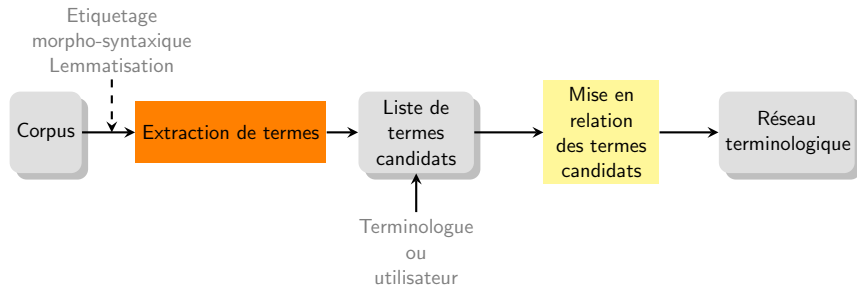 Etiquetage
morpho-syntaxique
Lemmatisation
Corpus
Extraction de termes
Liste de
termes
candidats
Mise en
relation
des termes
candidats
Réseau
terminologique
Terminologue
ou
utilisateur